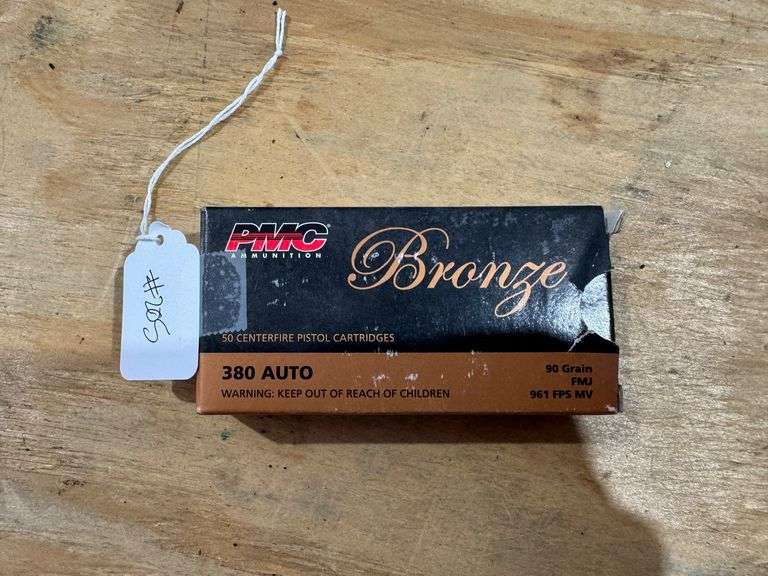 PMC
AMMUNITION
Bronze
50 CENTERFIRE PISTOL CARTRIDGES
380 AUTO
WARNING: KEEP OUT OF REACH OF CHILDREN
90 Grain
FMJ
961 FPS MV